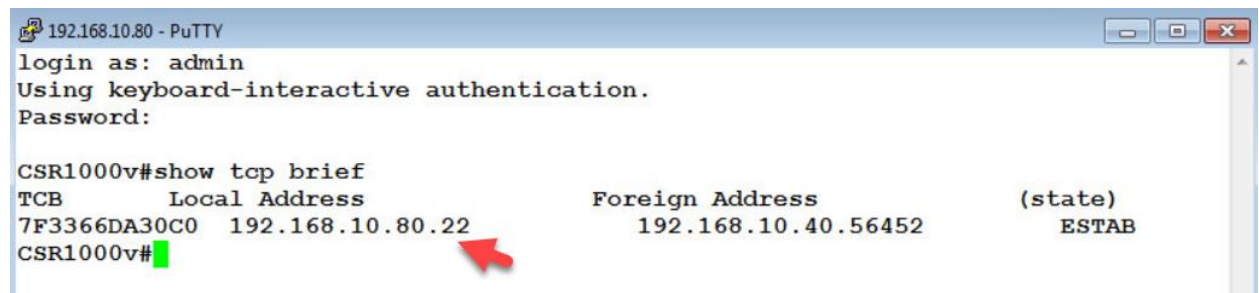 192.168.10.80 - PuTTY
login as: admin
Using keyboard-interactive authentication.
Password:
CSR1000v#show tcp brief
TCB Local Address Foreign Address (state)
7F3366DA30C0 192.168.10.80.22 192.168.10.40.56452 ESTAB
CSR1000v#